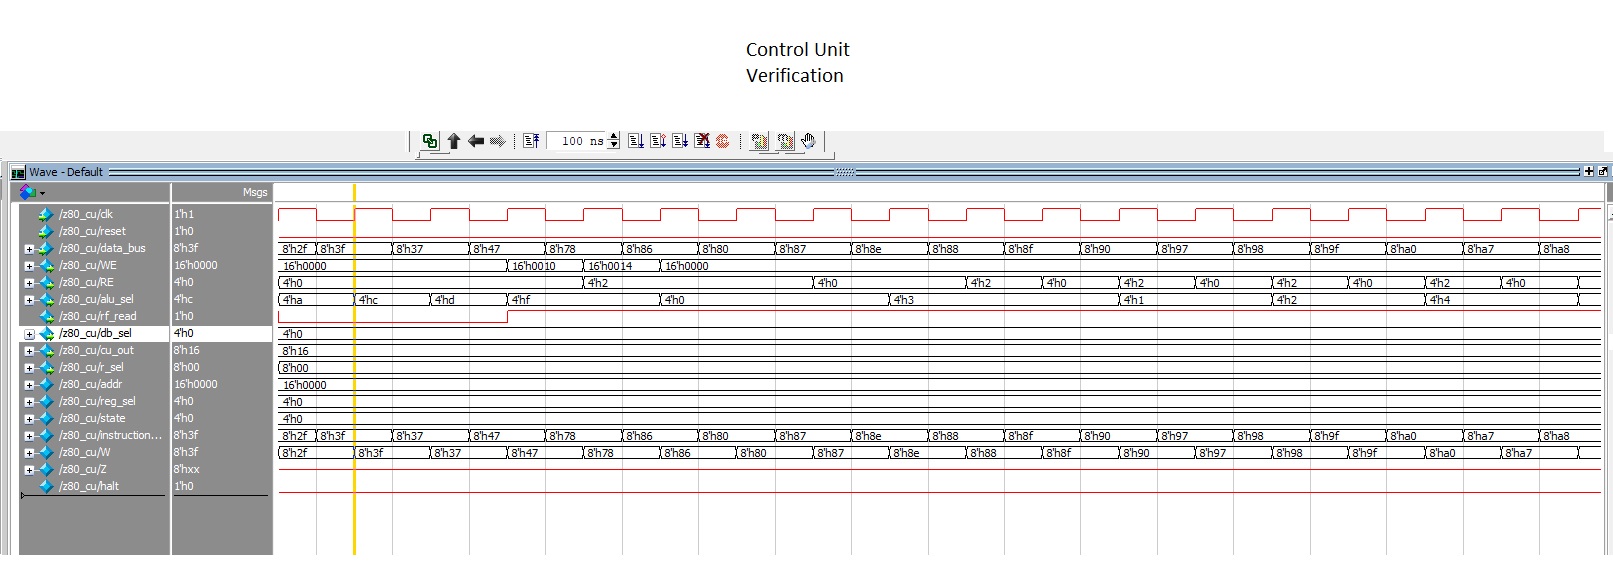 Control Unit
Verification
100 ns
Wave - Default
Msgs
/z80_cu/clk 1'h1
/z80_cu/reset 1'h0
/z80_cu/data_bus 8'h3f 8'h2f 8'h3f 8'h37 8'h47 8'h78 8'h86 8'h80 8'h87 8'h8e 8'h88 8'h8f 8'h90 8'h97 8'h98 8'h9f 8'ha0 8'ha7 8'ha8
/z80_cu/WE 16'h0000 16'h0000 16'h0010 16'h0014 16'h0000
/z80_cu/RE 4'h0 4'h0 4'h2 4'h0 4'h2 4'h0 4'h2 4'h0 4'h2 4'h0 4'h2 4'h0
/z80_cu/alu_sel 4'hc 4'ha 4'hc 4'hd 4'hf 4'h0 4'h3 4'h1 4'h2 4'h4
/z80_cu/rf_read 1'h0
/z80_cu/db_sel 4'h0 4'h0
/z80_cu/cu_out 8'h16 8'h16
/z80_cu/r_sel 8'h00 8'h00
/z80_cu/addr 16'h0000 16'h0000
/z80_cu/reg_sel 4'h0 4'h0
/z80_cu/state 4'h0 4'h0
/z80_cu/instruction... 8'h3f 8'h2f 8'h3f 8'h37 8'h47 8'h78 8'h86 8'h80 8'h87 8'h8e 8'h88 8'h8f 8'h90 8'h97 8'h98 8'h9f 8'ha0 8'ha7 8'ha8
/z80_cu/W 8'h3f 8'h2f 8'h3f 8'h37 8'h47 8'h78 8'h86 8'h80 8'h87 8'h8e 8'h88 8'h8f 8'h90 8'h97 8'h98 8'h9f 8'ha0 8'ha7
/z80_cu/Z 8'hxx
/z80_cu/halt 1'h0